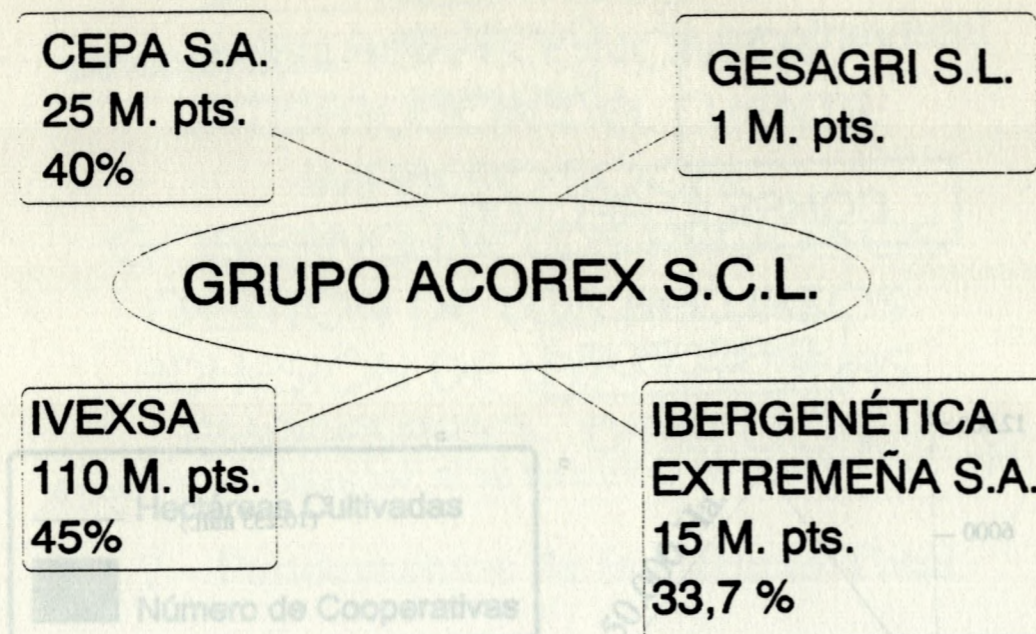 CEPA S.A.
25 M. pts.
40%
GESAGRI S.L.
1 M. pts.
GRUPO ACOREX S.C.L.
IVEXSA
110 M. pts.
45%
IBERGENÉTICA
EXTREMEÑA S.A.
15 M. pts.
33,7 %
Hectáreas Cultivadas
Número de Cooperativas
6000